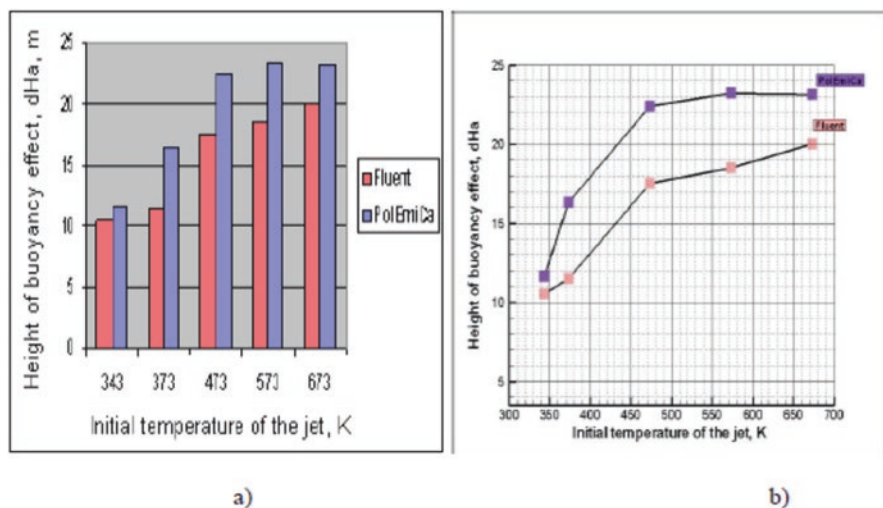 Height of buoyancy effect, dHa, m
25
20
15
10
5
0
343
373
473
573
673
Initial temperature of the jet, K
Fluent
PolEmiCa
a)
Height of buoyancy effect, dHa
25
20
15
10
5
300
350
400
450
500
550
600
650
700
Initial temperature of the jet, K
PolEmiCa
Fluent
b)